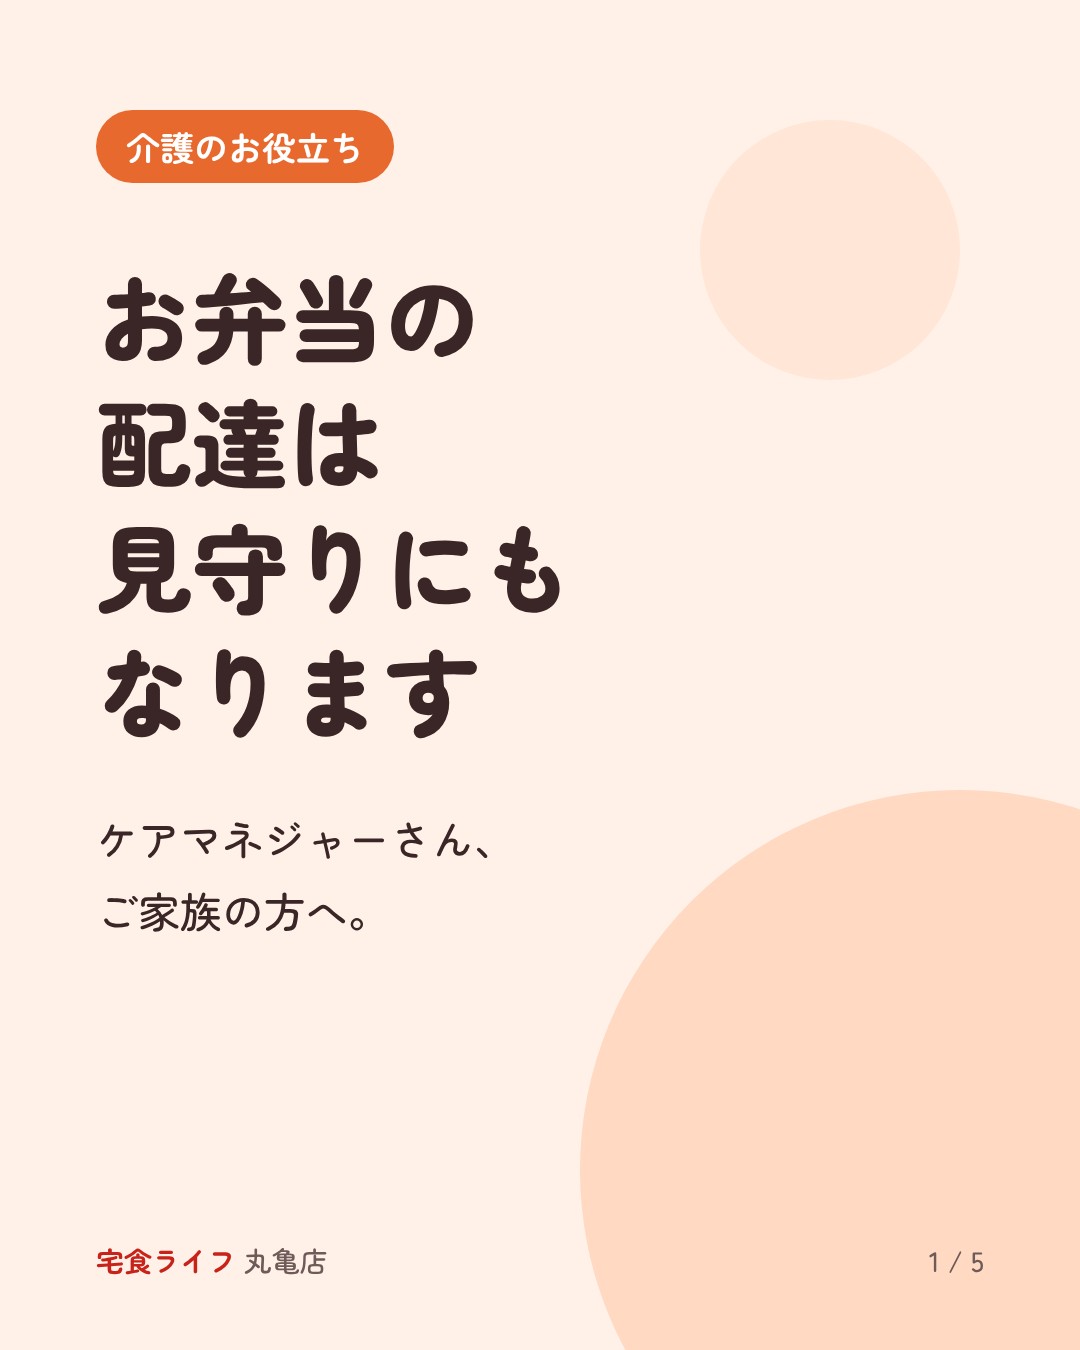 介護のお役立ち
お弁当の
配達は
見守りにも
なります
ケアマネジャーさん、
ご家族の方へ。
宅食ライフ 丸亀店
1 / 5